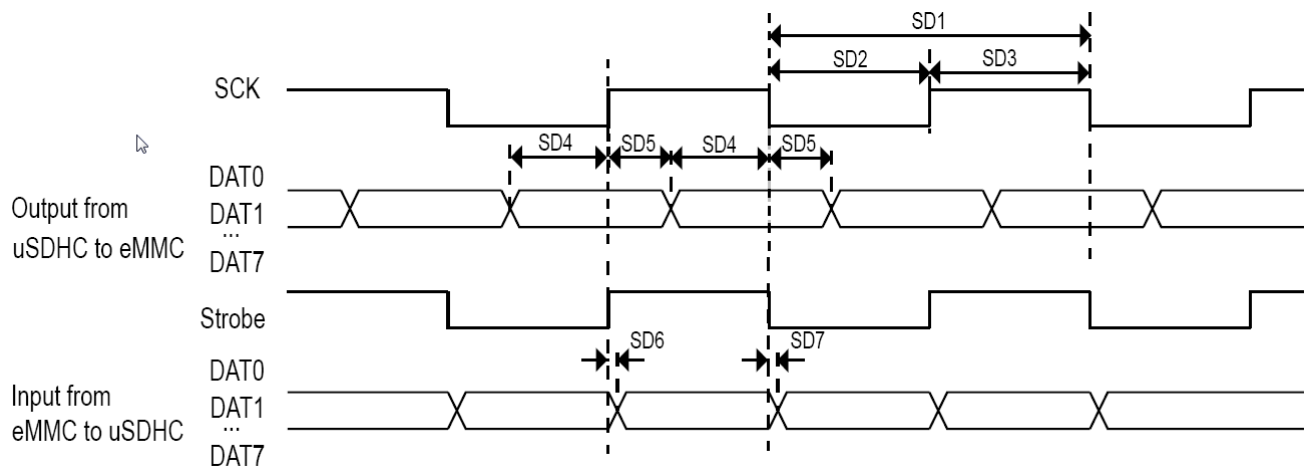 SD1
SD2 SD3
SCK
SD4 SD5 SD4 SD5
DAT0
Output from
uSDHC to eMMC
DAT1
...
DAT7
Strobe
SD6 SD7
DAT0
Input from
eMMC to uSDHC
DAT1
...
DAT7